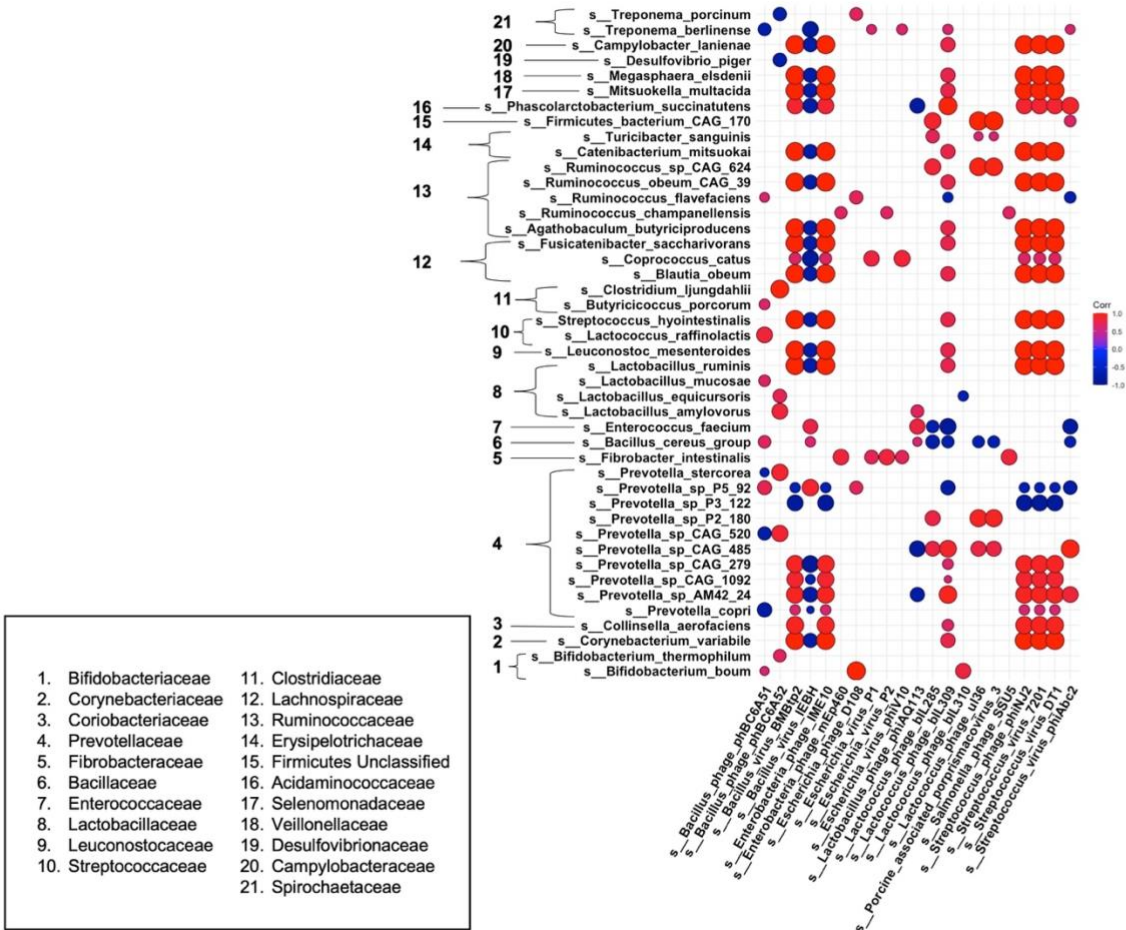 21
s__Treponema_porcinum
s__Treponema_berlinense
20 s__Campylobacter_lanienae
19 s__Desulfovibrio_piger
18 s__Megasphaera_elsdenii
17 s__Mitsuokella_multacida
16 s__Phascolarctobacterium_succinatutens
15 s__Firmicutes_bacterium_CAG_170
14
s__Turicibacter_sanguinis
s__Catenibacterium_mitsuokai
13
s__Ruminococcus_sp_CAG_624
s__Ruminococcus_obeum_CAG_39
s__Ruminococcus_flavefaciens
s__Ruminococcus_champanellensis
s__Agathobaculum_butyriciproducens
12
s__Fusicatenibacter_saccharivorans
s__Coprococcus_catus
s__Blautia_obeum
11
s__Clostridium_ljungdahlii
s__Butyricicoccus_porcorum
10
s__Streptococcus_hyointestinalis
s__Lactococcus_raffinolactis
9 s__Leuconostoc_mesenteroides
8
s__Lactobacillus_ruminis
s__Lactobacillus_mucosae
s__Lactobacillus_equicursoris
s__Lactobacillus_amylovorus
7 s__Enterococcus_faecium
6 s__Bacillus_cereus_group
5 s__Fibrobacter_intestinalis
4
s__Prevotella_stercorea
s__Prevotella_sp_P5_92
s__Prevotella_sp_P3_122
s__Prevotella_sp_P2_180
s__Prevotella_sp_CAG_520
s__Prevotella_sp_CAG_485
s__Prevotella_sp_CAG_279
s__Prevotella_sp_CAG_1092
s__Prevotella_sp_AM42_24
s__Prevotella_copri
3 s__Collinsella_aerofaciens
2 s__Corynebacterium_variabile
1
s__Bifidobacterium_thermophilum
s__Bifidobacterium_boum
Corr
1.0
0.5
0.0
-0.5
-1.0
s__Bacillus_phage_phBC6A51
s__Bacillus_phage_phBC6A52
s__Bacillus_virus_BMBtp2
s__Bacillus_virus_IEBH
s__Enterobacteria_phage_IME10
s__Enterobacteria_phage_mEp460
s__Escherichia_phage_D108
s__Escherichia_virus_P1
s__Escherichia_virus_P2
s__Escherichia_virus_phiV10
s__Lactobacillus_phage_phiAQ113
s__Lactococcus_phage_bIL285
s__Lactococcus_phage_bIL309
s__Lactococcus_phage_bIL310
s__Lactococcus_phage_ul36
s__Porcine_associated_porprismacovirus_3
s__Salmonella_phage_SSU5
s__Streptococcus_phage_phiNJ2
s__Streptococcus_virus_7201
s__Streptococcus_virus_DT1
s__Streptococcus_virus_phiAbc2
1. Bifidobacteriaceae
2. Corynebacteriaceae
3. Coriobacteriaceae
4. Prevotellaceae
5. Fibrobacteraceae
6. Bacillaceae
7. Enterococcaceae
8. Lactobacillaceae
9. Leuconostocaceae
10. Streptococcaceae
11. Clostridiaceae
12. Lachnospiraceae
13. Ruminococcaceae
14. Erysipelotrichaceae
15. Firmicutes Unclassified
16. Acidaminococcaceae
17. Selenomonadaceae
18. Veillonellaceae
19. Desulfovibrionaceae
20. Campylobacteraceae
21. Spirochaetaceae